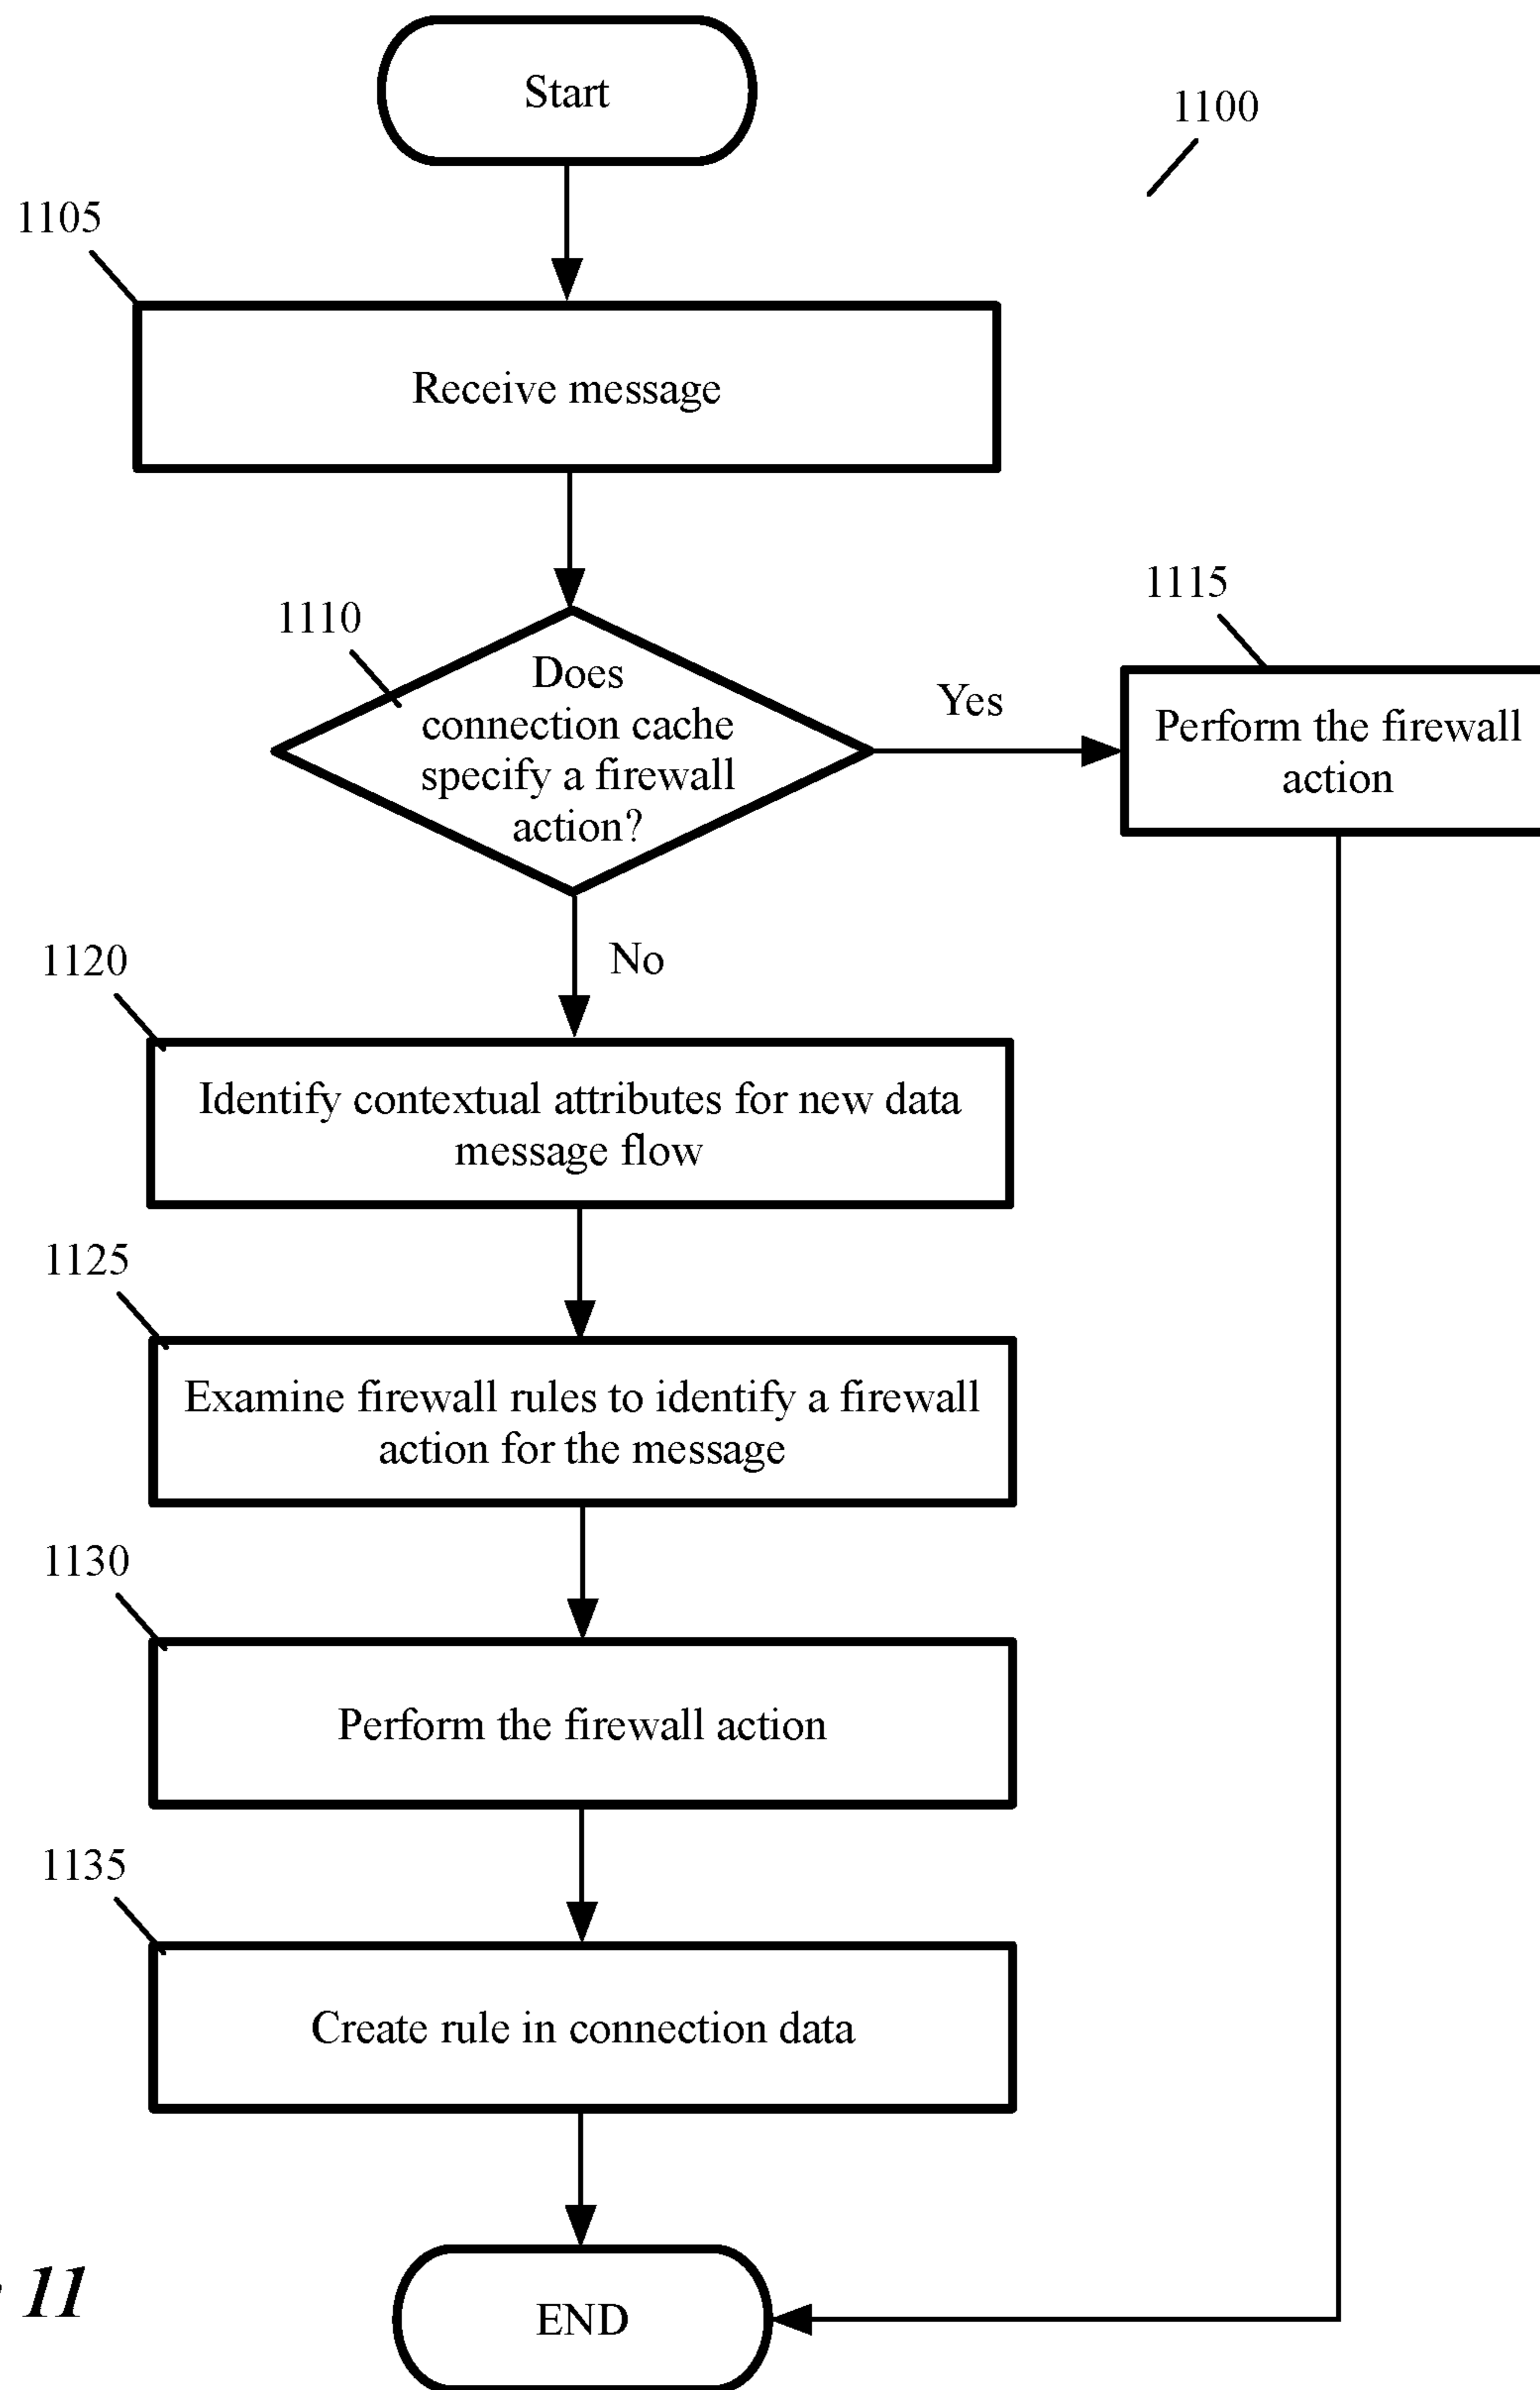 Start
1100
1105
Receive message
1110
Does
connection cache
specify a firewall
action?
Yes
1115
Perform the firewall
action
No
1120
Identify contextual attributes for new data
message flow
1125
Examine firewall rules to identify a firewall
action for the message
1130
Perform the firewall action
1135
Create rule in connection data
11
END